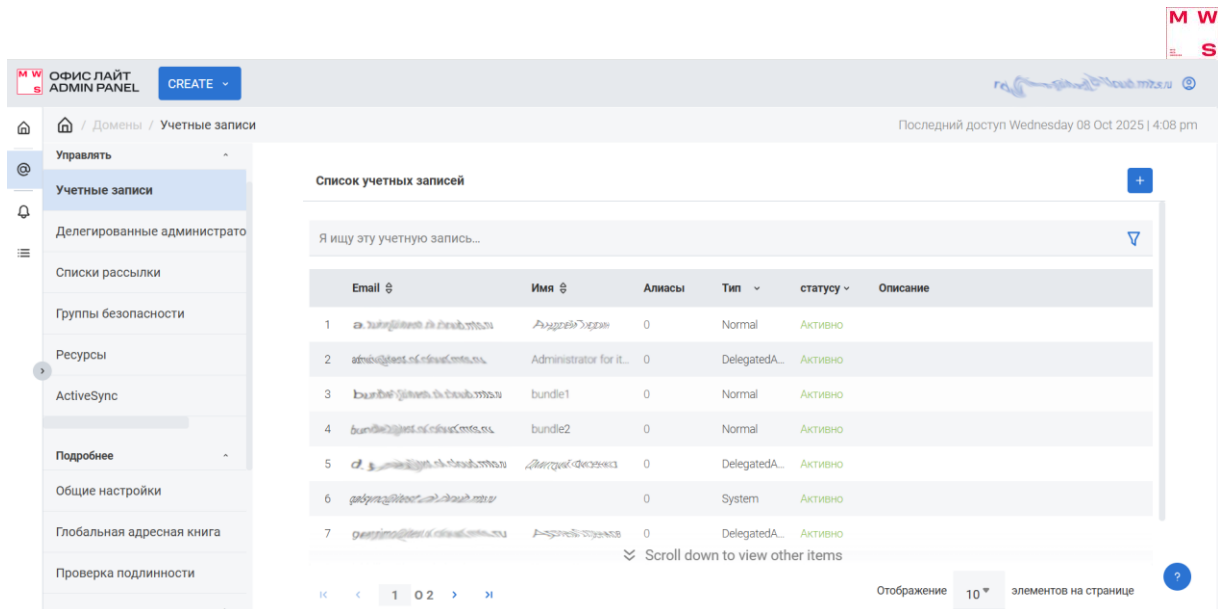 M W
S
M W
S
ОФИС ЛАЙТ
ADMIN PANEL
CREATE
/ Домены / Учетные записи
Последний доступ Wednesday 08 Oct 2025 | 4:08 pm
Управлять
Учетные записи
Делегированные администрато
Списки рассылки
Группы безопасности
Ресурсы
ActiveSync
Подробнее
Общие настройки
Глобальная адресная книга
Проверка подлинности
Список учетных записей
+
Я ищу эту учетную запись...
Email Имя Алиасы Тип статусу Описание
1 0 Normal Активно
2 Administrator for it... 0 DelegatedA... Активно
3 bundle1 0 Normal Активно
4 bundle2 0 Normal Активно
5 0 DelegatedA... Активно
6 0 System Активно
7 0 DelegatedA... Активно
Scroll down to view other items
1 О 2
Отображение 10 элементов на странице
?